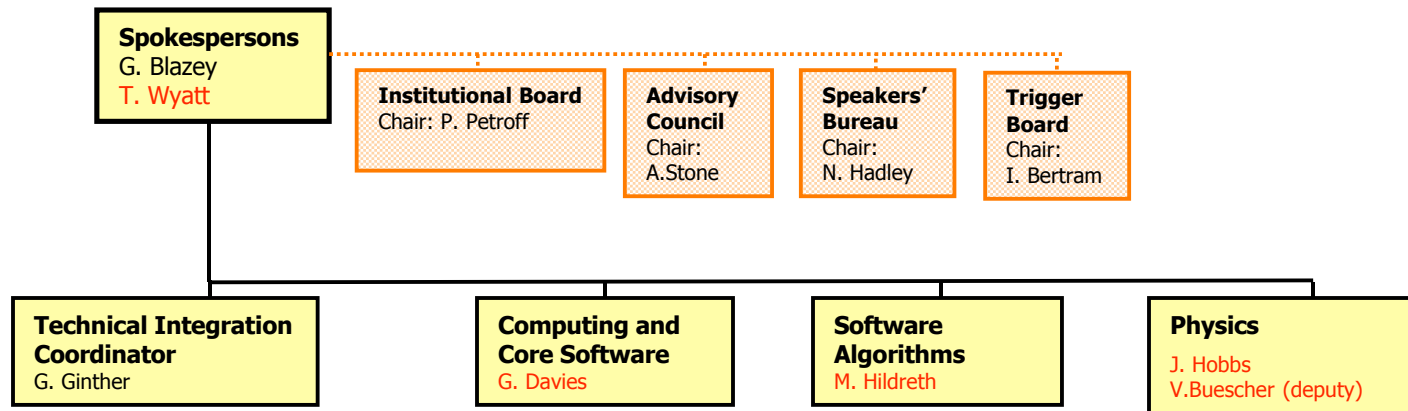 Spokespersons
G. Blazey
T. Wyatt
Institutional Board
Chair: P. Petroff
Advisory
Council
Chair:
A.Stone
Speakers’
Bureau
Chair:
N. Hadley
Trigger
Board
Chair:
I. Bertram
Technical Integration
Coordinator
G. Ginther
Computing and
Core Software
G. Davies
Software
Algorithms
M. Hildreth
Physics
J. Hobbs
V.Buescher (deputy)